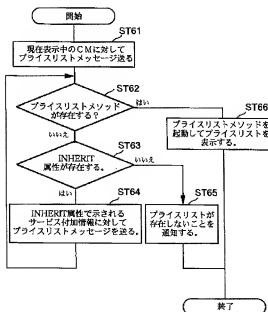 開始
ST61
現在表示中のCMに対して
プライスリストメッセージ送る
ST62
プライスリストメソッド
が存在する?
はい
いいえ
ST66
プライスリストメソッドを
起動してプライスリストを
表示する。
ST63
INHERIT
属性が存在する。
いいえ
はい
ST64
INHERIT属性で示される
サービス付加情報に対して
プライスリストメッセージを送る。
ST65
プライスリストが
存在しないことを
通知する。
終了